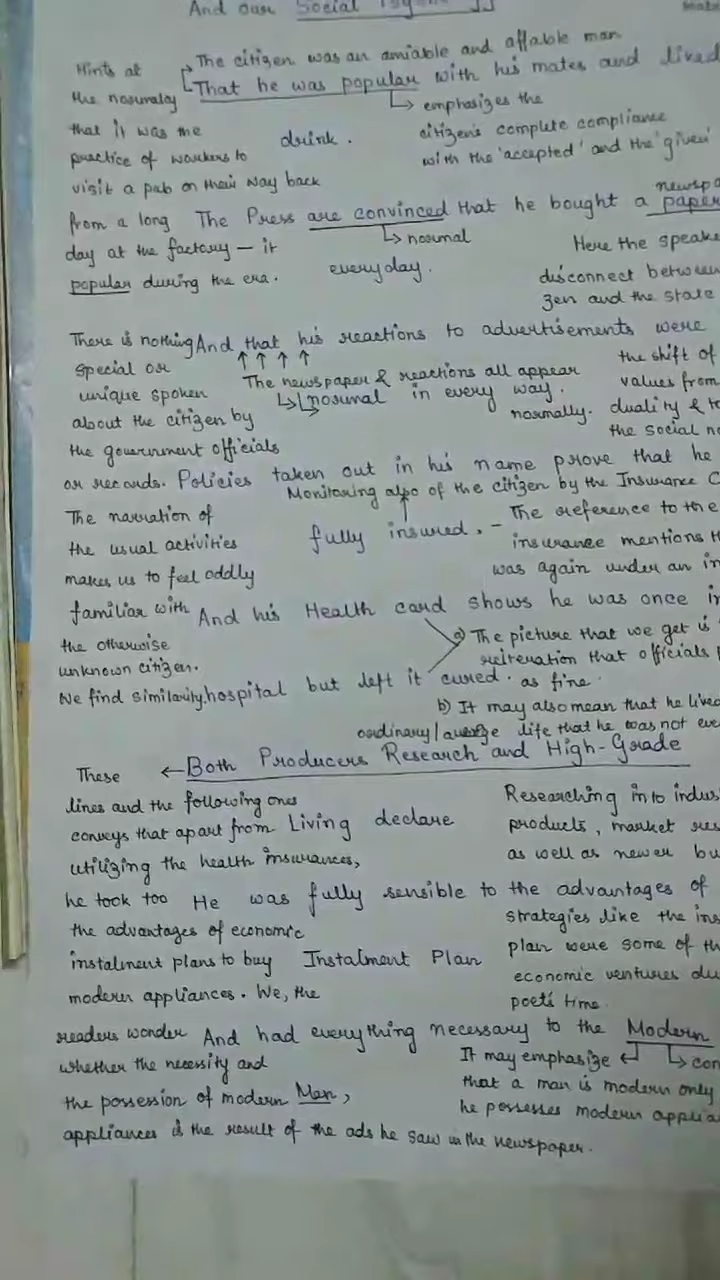 And our Social
Hints at
the normalcy
that it was the
practice of workers to
visit a pub on their way back
from a long
day at the factory — it
popular during the era.
The citizen was an amiable and affable man
That he was popular with his mates and liked
drink.
emphasizes the
citizen's complete compliance
with the 'accepted' and the 'given'
The Press are convinced that he bought a paper
normal
everyday.
Here the
disconnect
zen and the state
There is nothing
special or
unique spoken
about the citizen by
the government officials
or records.
And that his reactions to advertisements were
The newspaper & reactions all appear
normal in every way.
normally.
the shift of
values from
duality &
the social
Policies taken out in his name prove that he
Monitoring also of the citizen by the Insurance
fully insured. –
The reference to the
insurance mentions
was again under an
The narration of
the usual activities
makes us to feel oddly
familiar with
the otherwise
unknown citizen.
We find similarity,
And his Health card shows he was once
hospital but left it cured.
a) The picture that we get is
reiteration that officials
as fine.
b) It may also mean that he lived
ordinary/average life that he was not
Both Producers Research and High-Grade
These
lines and the following ones
conveys that apart from
utilizing the health insurances,
he took too
the advantages of economic
instalment plans to buy
modern appliances. We, the
readers wonder
whether the necessity and
the possession of modern
appliances is the result of the ads he saw in the newspaper.
Living declare
Researching into
products, market
as well as newer
He was fully sensible to the advantages of
Instalment Plan
strategies like the
plan were some of
economic ventures
poet's time.
And had everything necessary to the Modern
Man,
It may emphasize
that a man is modern only
he possesses modern